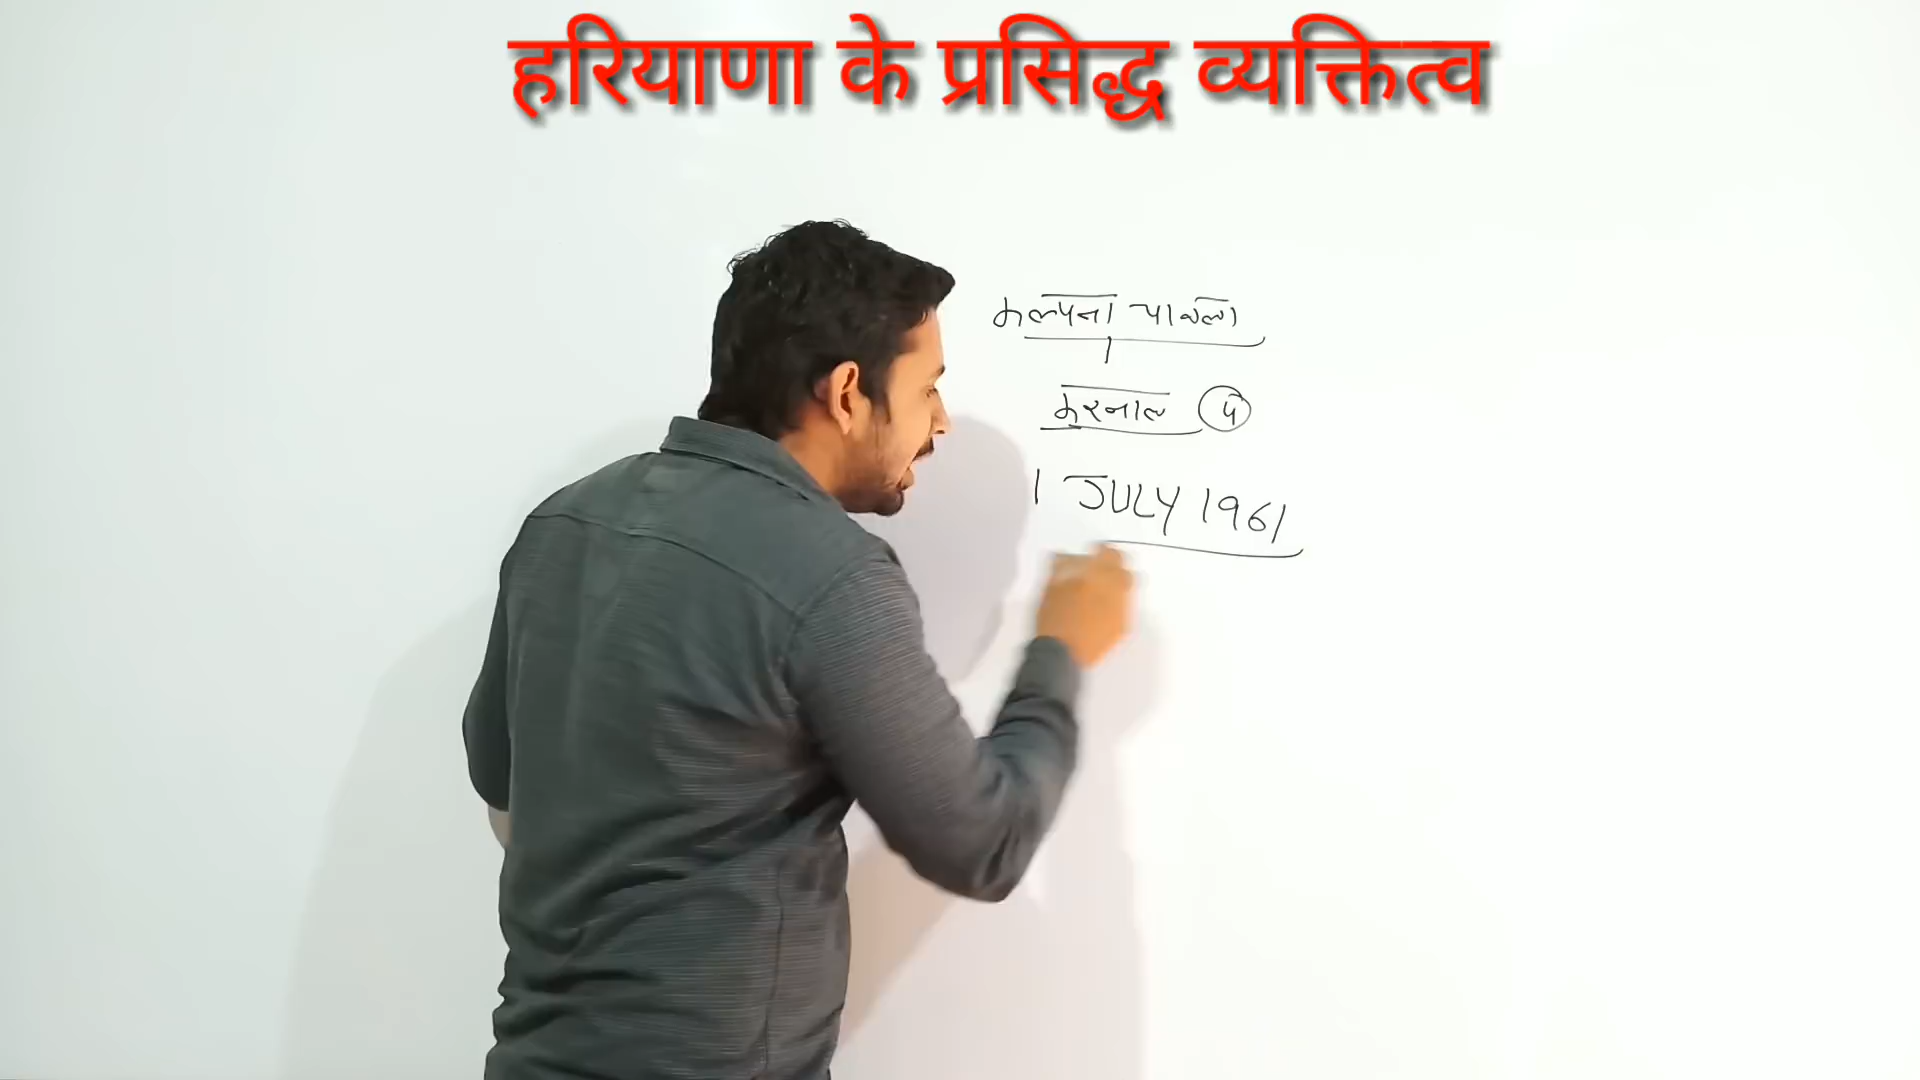 हरियाणा के प्रसिद्ध व्यक्तित्व
कल्पना चावला
करनाल में
1 JULY 1961